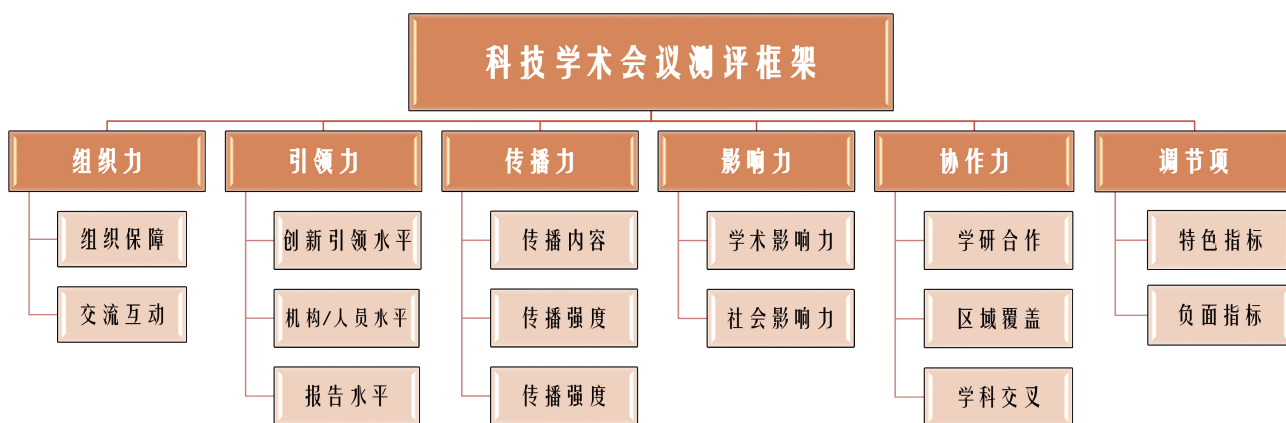 科技学术会议测评框架
组织力
引领力
传播力
影响力
协作力
调节项
组织保障
创新引领水平
传播内容
学术影响力
学研合作
特色指标
交流互动
机构/人员水平
传播强度
社会影响力
区域覆盖
负面指标
报告水平
传播强度
学科交叉